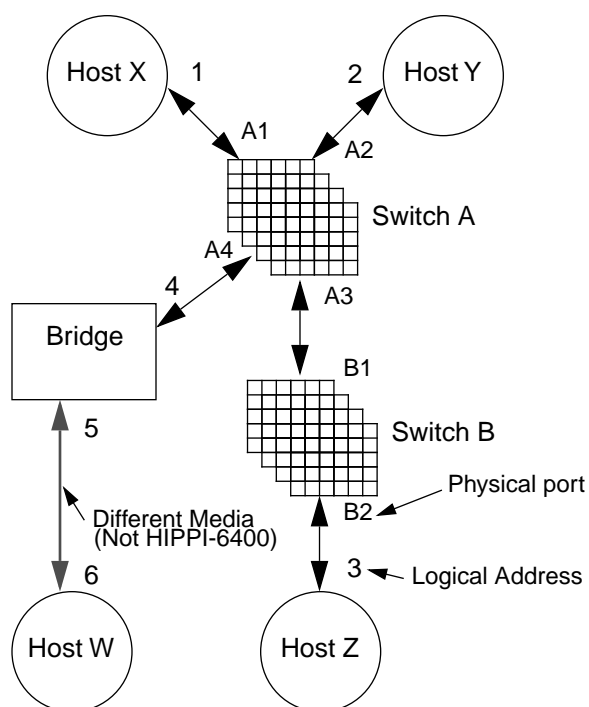 Host X
1
2
Host Y
A1
A2
Switch A
A4
4
A3
Bridge
B1
5
Switch B
Physical port
B2
Different Media
(Not HIPPI-6400)
6
3
Logical Address
Host W
Host Z